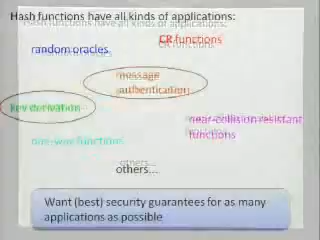 Hash functions have all kinds of applications:
CR functions
random oracles
message
authentication
key derivation
near-collision resistant
functions
one-way functions
others...
Want (best) security guarantees for as many
applications as possible